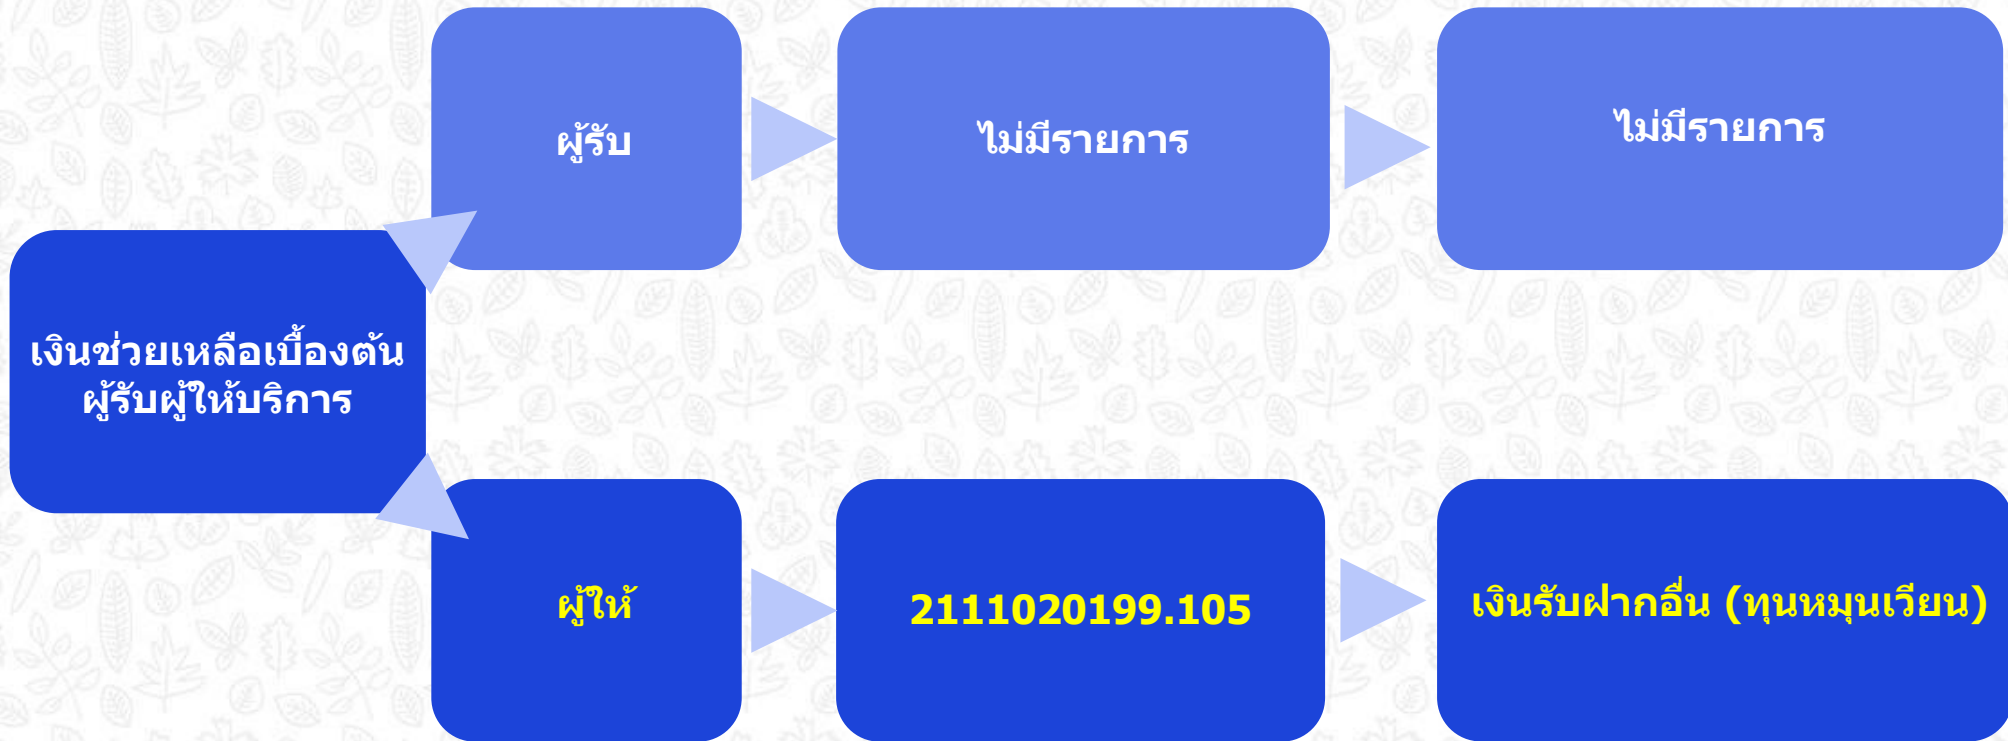 ผู้รับ
ไม่มีรายการ
ไม่มีรายการ
เงินช่วยเหลือเบื้องต้น
ผู้รับผู้ให้บริการ
ผู้ให้
2111020199.105
เงินรับฝากอื่น (ทุนหมุนเวียน)